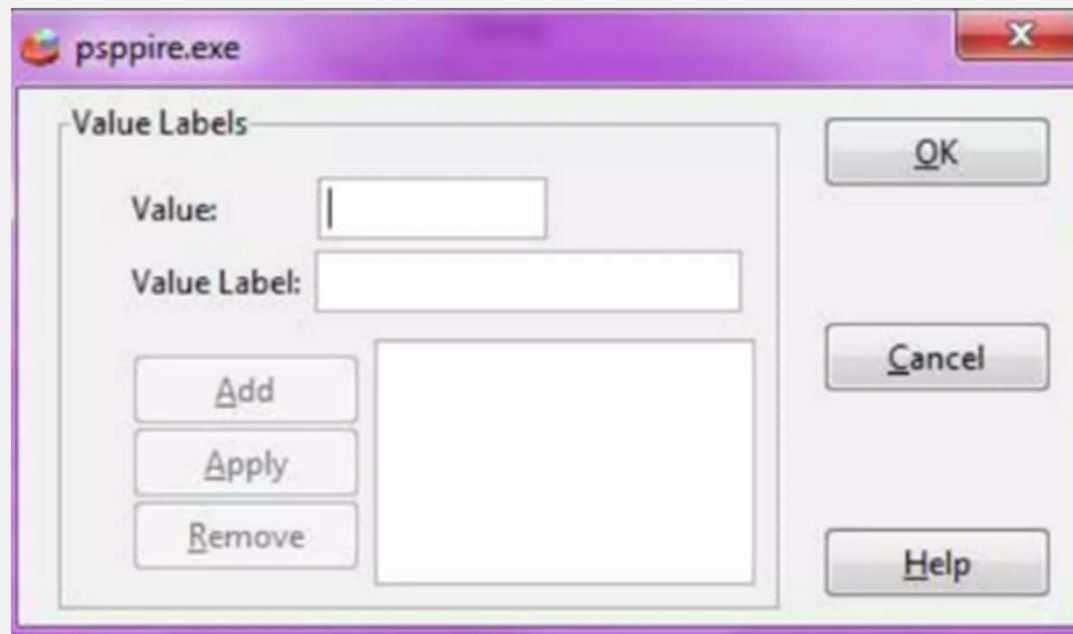 psppire.exe
X
Value Labels
Value:
Value Label:
Add
Apply
Remove
OK
Cancel
Help